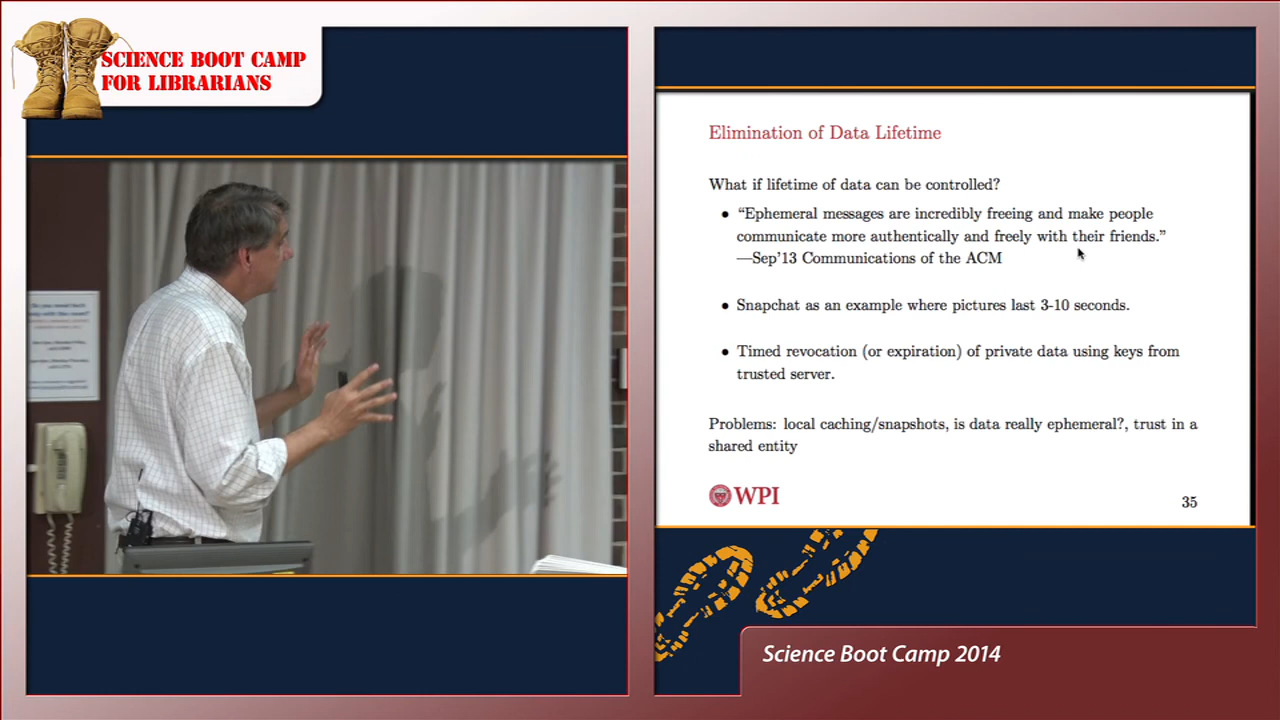 SCIENCE BOOT CAMP
FOR LIBRARIANS
Elimination of Data Lifetime
What if lifetime of data can be controlled?
• “Ephemeral messages are incredibly freeing and make people
communicate more authentically and freely with their friends.”
—Sep’13 Communications of the ACM
• Snapchat as an example where pictures last 3-10 seconds.
• Timed revocation (or expiration) of private data using keys from
trusted server.
Problems: local caching/snapshots, is data really ephemeral?, trust in a
shared entity
WPI
35
Science Boot Camp 2014